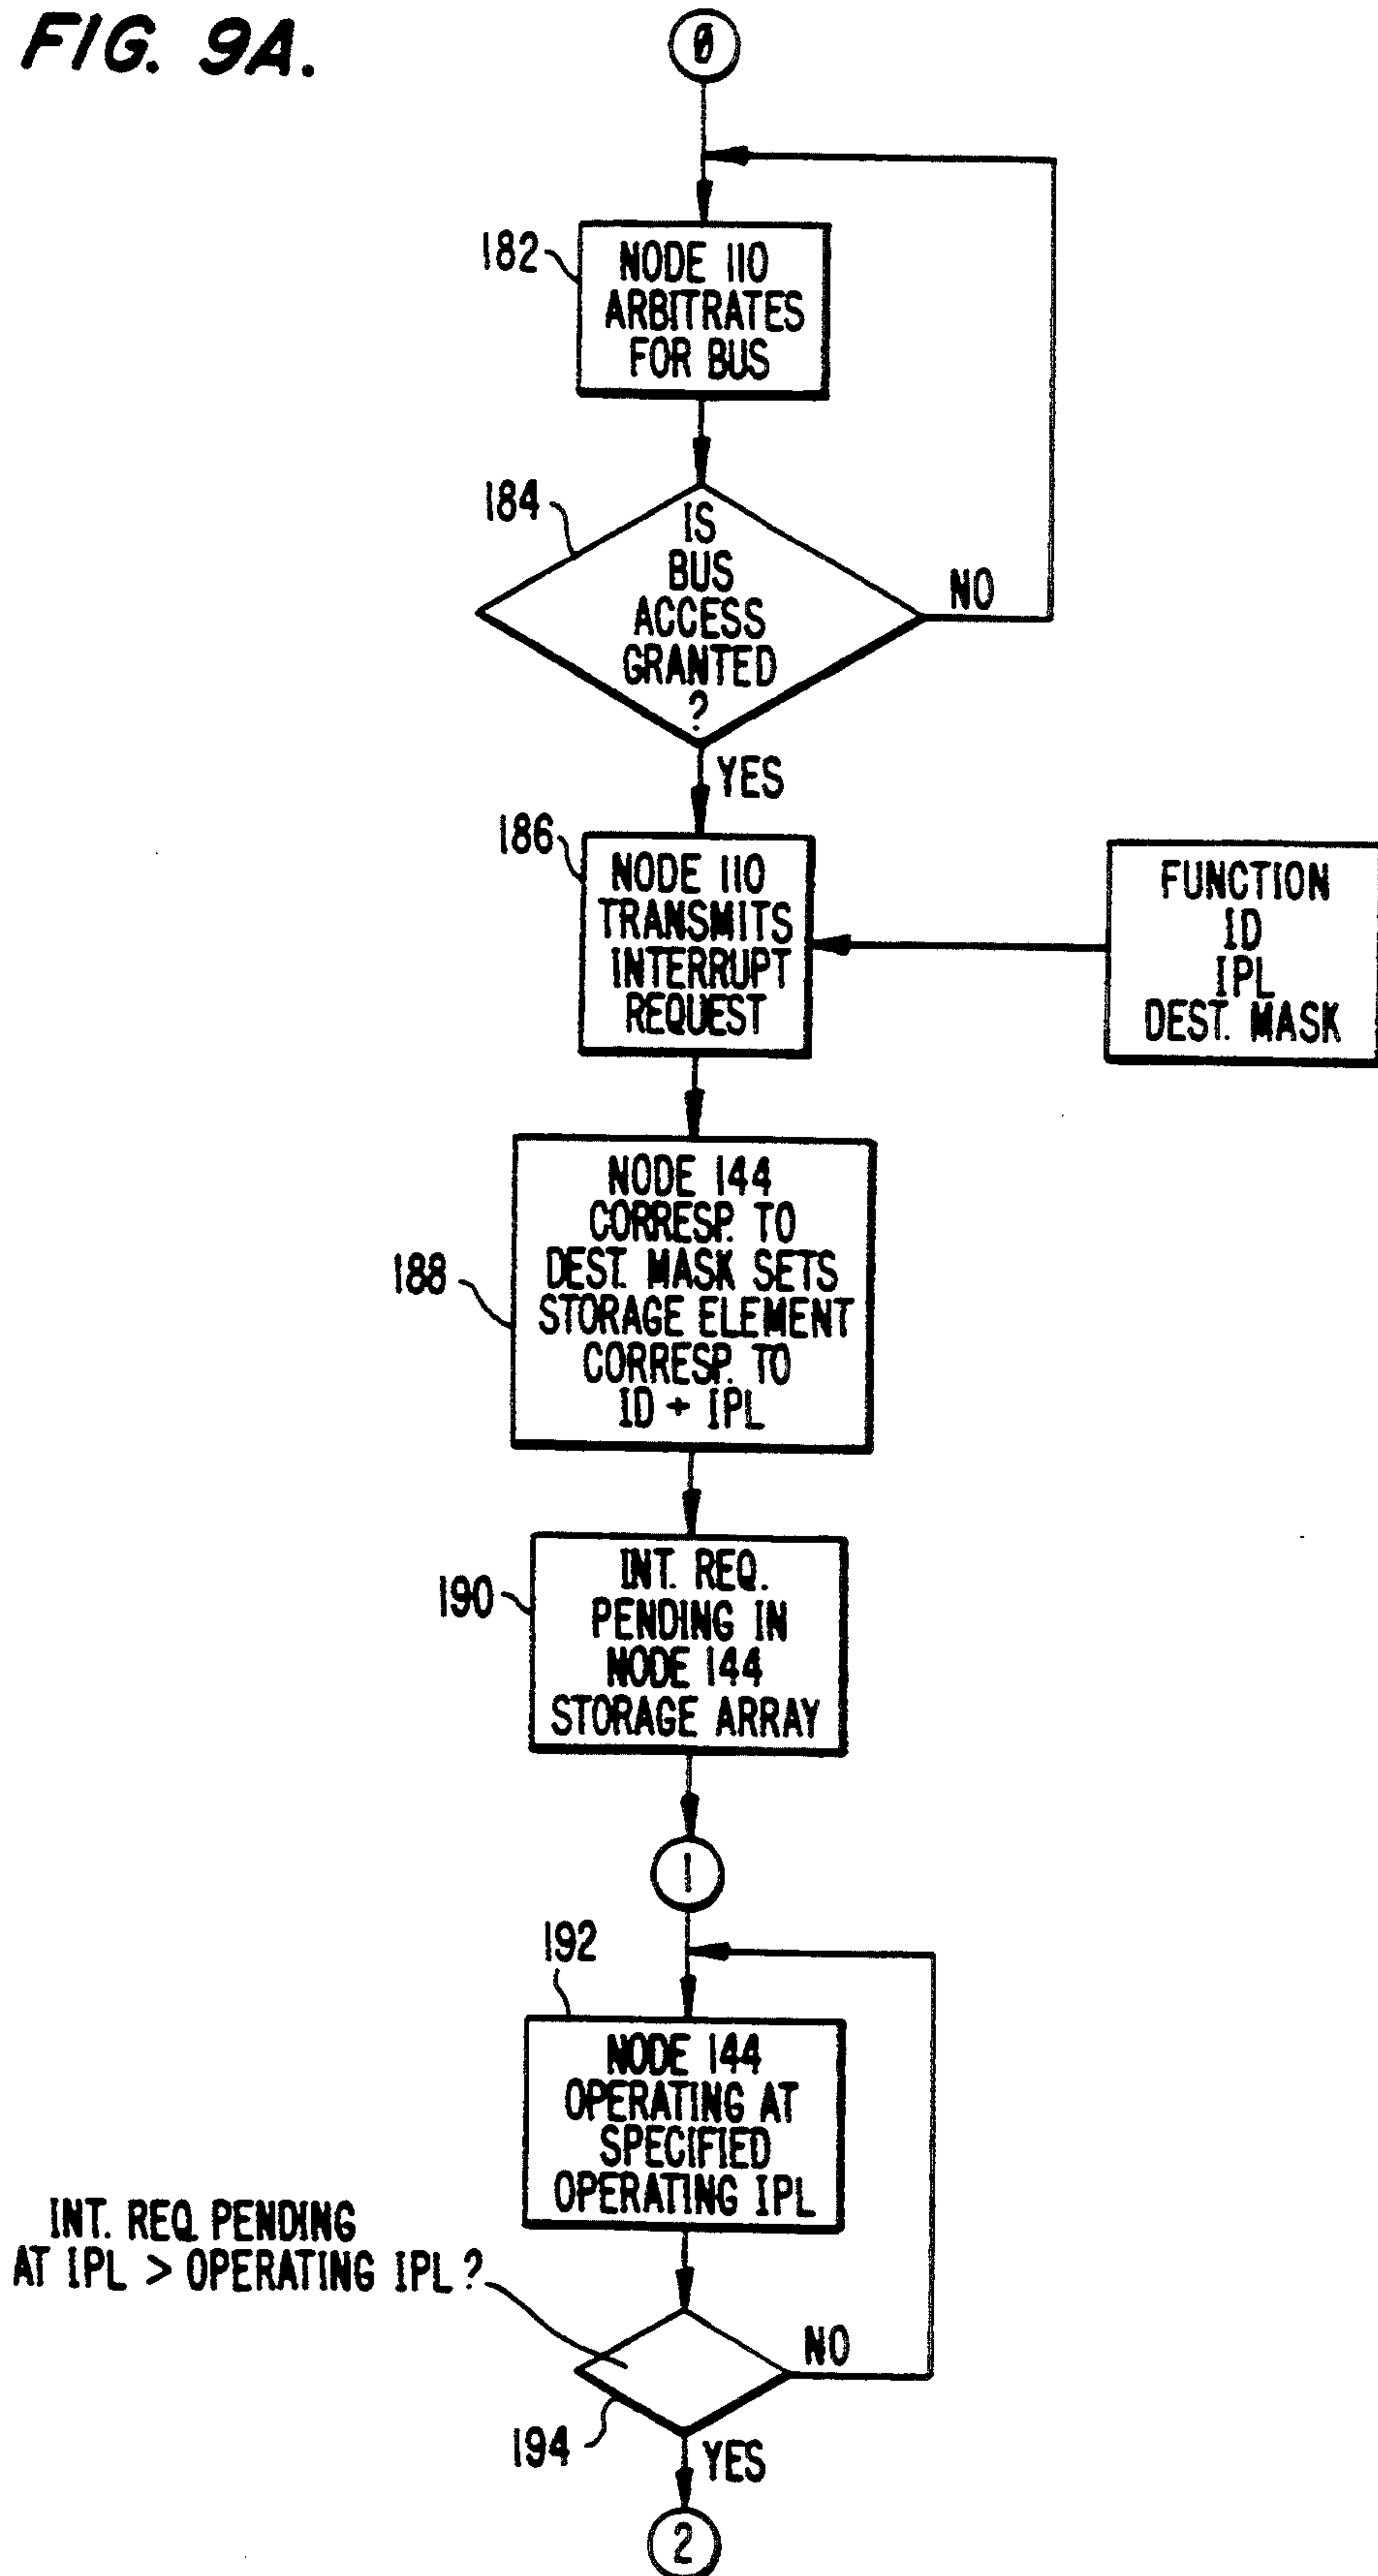 FIG. 9A.
0
182
NODE 110
ARBITRATES
FOR BUS
184
IS
BUS
ACCESS
GRANTED
?
NO
YES
186
NODE 110
TRANSMITS
INTERRUPT
REQUEST
FUNCTION
ID
IPL
DEST. MASK
188
NODE 144
CORRESP. TO
DEST. MASK SETS
STORAGE ELEMENT
CORRESP. TO
ID + IPL
190
INT. REQ.
PENDING IN
NODE 144
STORAGE ARRAY
1
192
NODE 144
OPERATING AT
SPECIFIED
OPERATING IPL
INT. REQ. PENDING
AT IPL > OPERATING IPL?
NO
194
YES
2